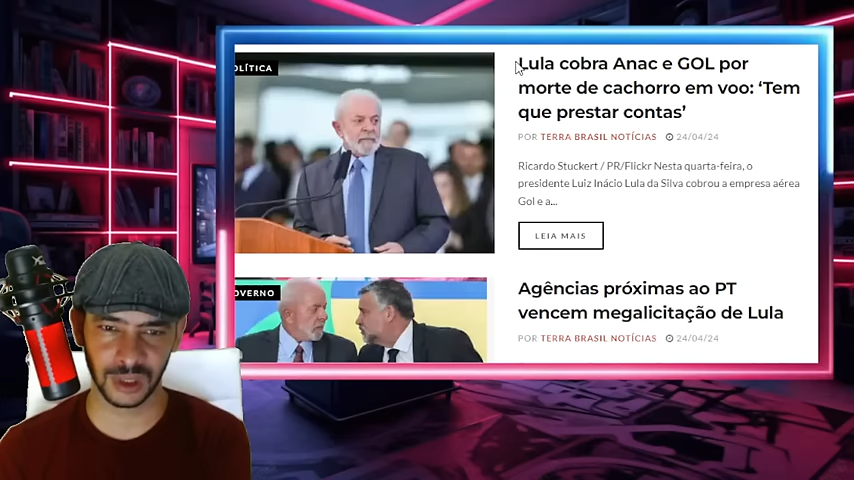 OLÍTICA
Lula cobra Anac e GOL por
morte de cachorro em voo: ‘Tem
que prestar contas’
POR TERRA BRASIL NOTÍCIAS 24/04/24
Ricardo Stuckert / PR/Flickr Nesta quarta-feira, o
presidente Luiz Inácio Lula da Silva cobrou a empresa aérea
Gol e a...
LEIA MAIS
OVERNO
Agências próximas ao PT
vencem megalicitação de Lula
POR TERRA BRASIL NOTÍCIAS 24/04/24